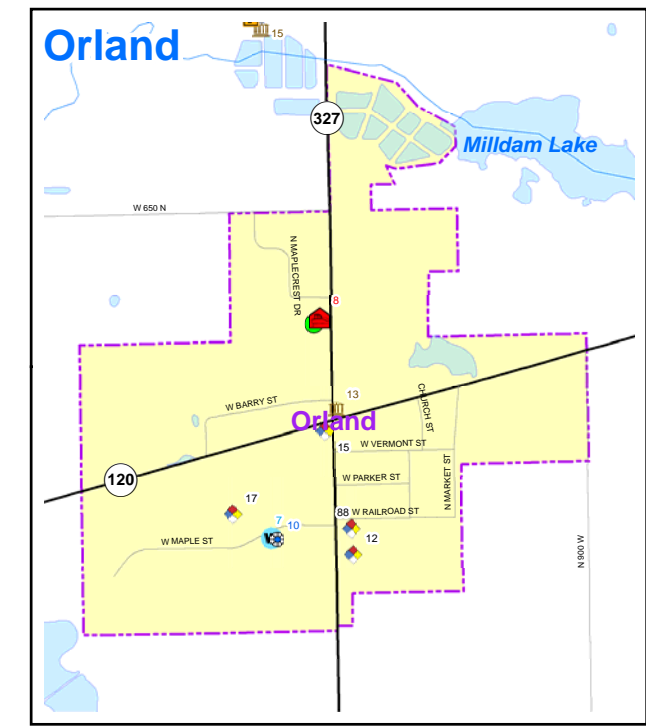 Orland
15
327
Milldam Lake
W 650 N
N MAPLECREST DR
8
13
W BARRY ST
Orland
CHURCH ST
15
W VERMONT ST
120
W PARKER ST
N MARKET ST
17
88
W RAILROAD ST
7
10
W MAPLE ST
12
N 900 W